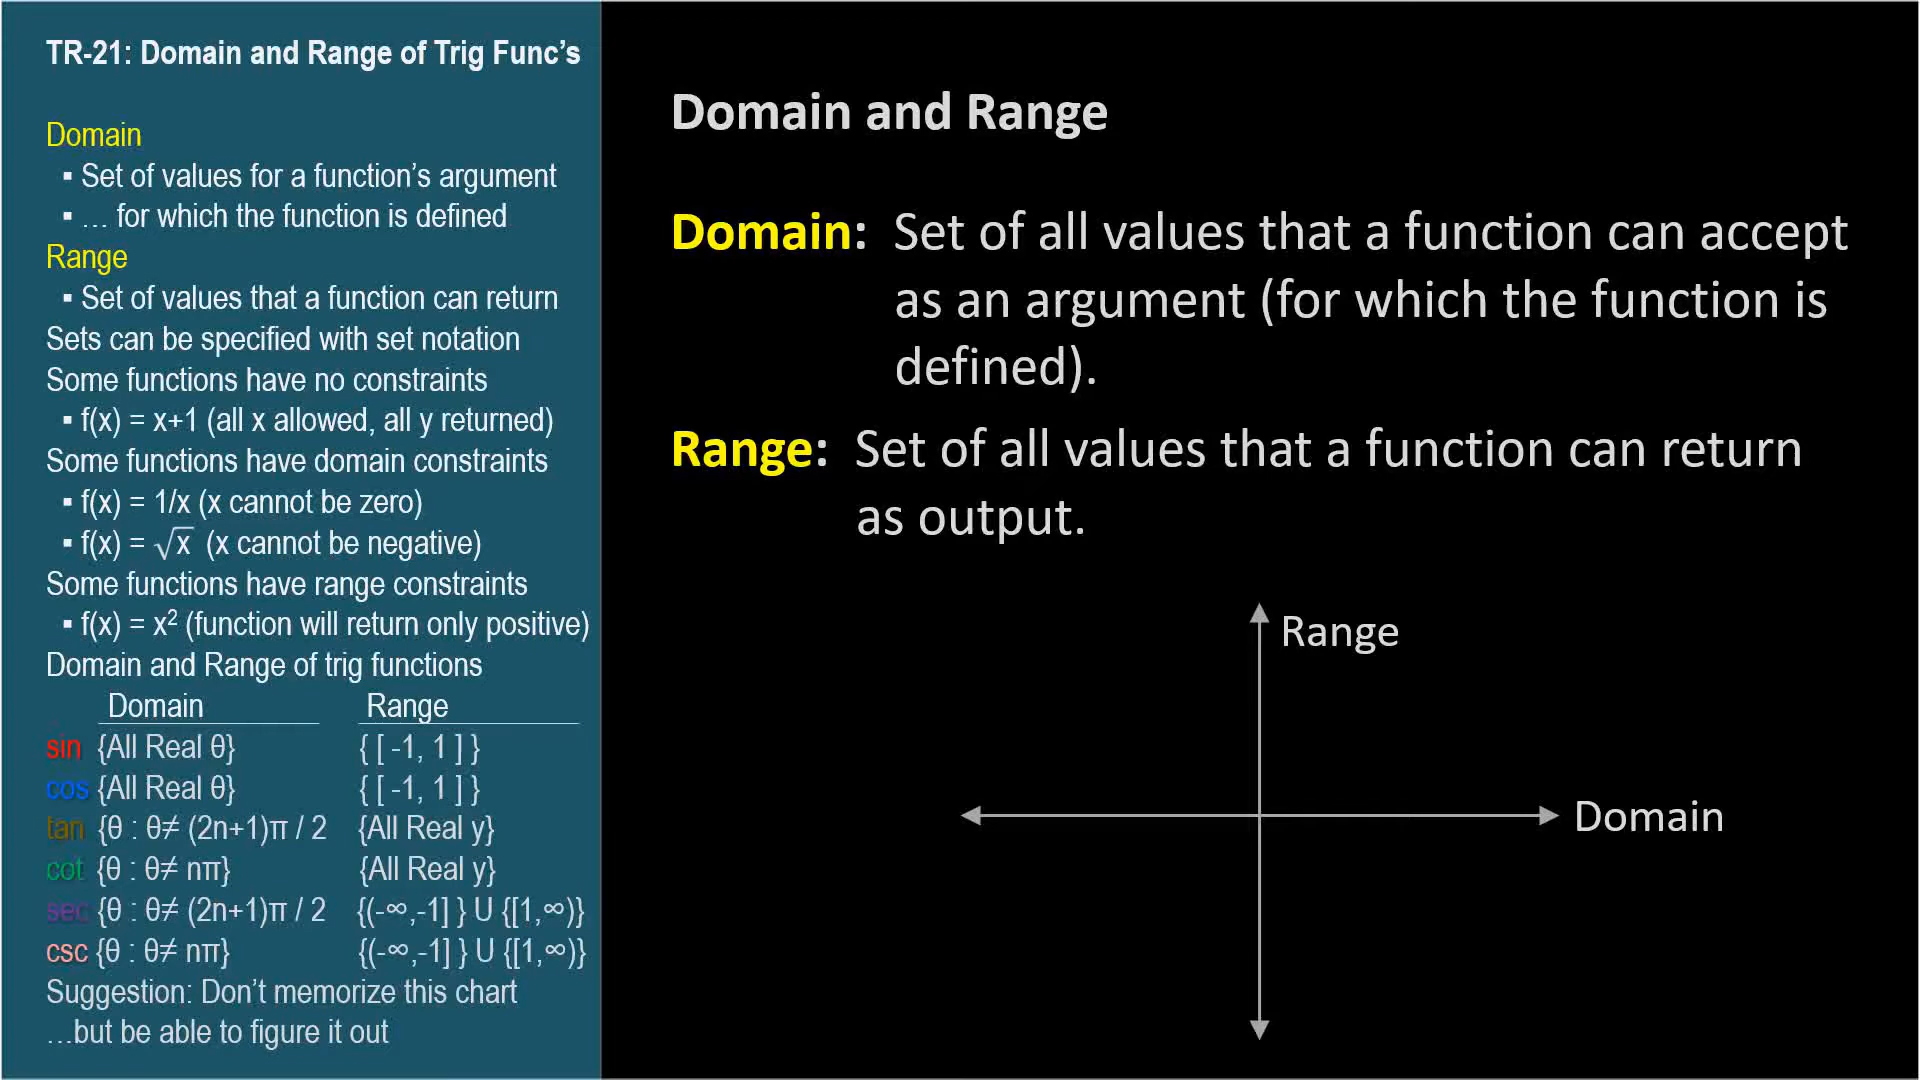 TR-21: Domain and Range of Trig Func’s
Domain
▪ Set of values for a function’s argument
▪ … for which the function is defined
Range
▪ Set of values that a function can return
Sets can be specified with set notation
Some functions have no constraints
▪ f(x) = x+1 (all x allowed, all y returned)
Some functions have domain constraints
▪ f(x) = 1/x (x cannot be zero)
▪ f(x) = √x (x cannot be negative)
Some functions have range constraints
▪ f(x) = x² (function will return only positive)
Domain and Range of trig functions
Domain Range
sin {All Real θ} { [ -1, 1 ] }
cos {All Real θ} { [ -1, 1 ] }
tan {θ : θ≠ (2n+1)π / 2 {All Real y}
cot {θ : θ≠ nπ} {All Real y}
sec {θ : θ≠ (2n+1)π / 2 {(-∞,-1] } U {[1,∞)}
csc {θ : θ≠ nπ} {(-∞,-1] } U {[1,∞)}
Suggestion: Don’t memorize this chart
…but be able to figure it out
Domain and Range
Domain: Set of all values that a function can accept
as an argument (for which the function is
defined).
Range: Set of all values that a function can return
as output.
Range
Domain